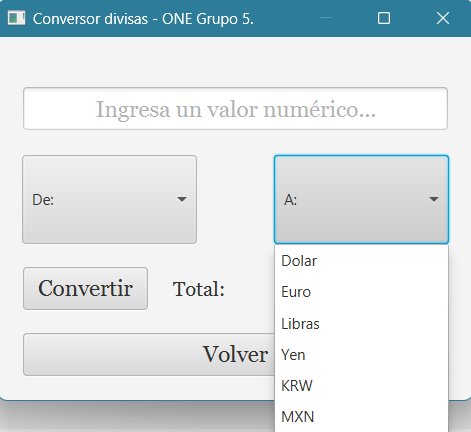 Conversor divisas - ONE Grupo 5.
Ingresa un valor numérico...
De:
A:
Dolar
Euro
Libras
Yen
KRW
MXN
Convertir
Total:
Volver